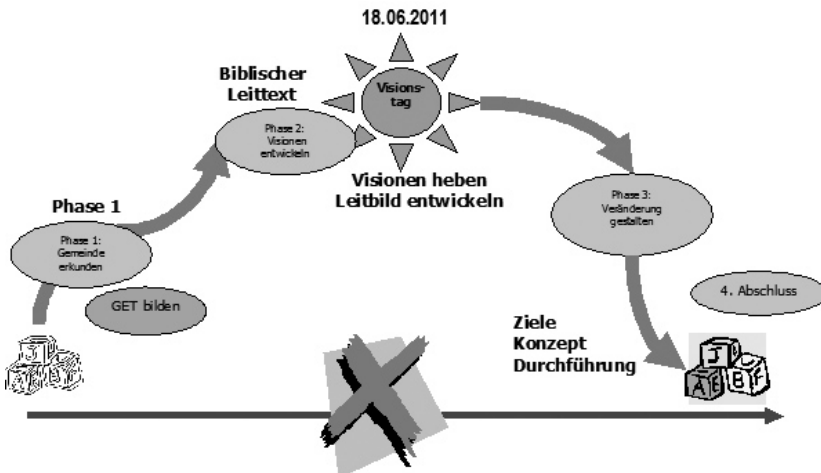 18.06.2011
Biblischer
Leittext
Visions-
tag
Phase 2:
Visionen
entwickeln
Visionen heben
Leitbild entwickeln
Phase 1
Phase 1:
Gemeinde
erkunden
GET bilden
Phase 3:
Veränderung
gestalten
4. Abschluss
Ziele
Konzept
Durchführung
J
A
E
B
F